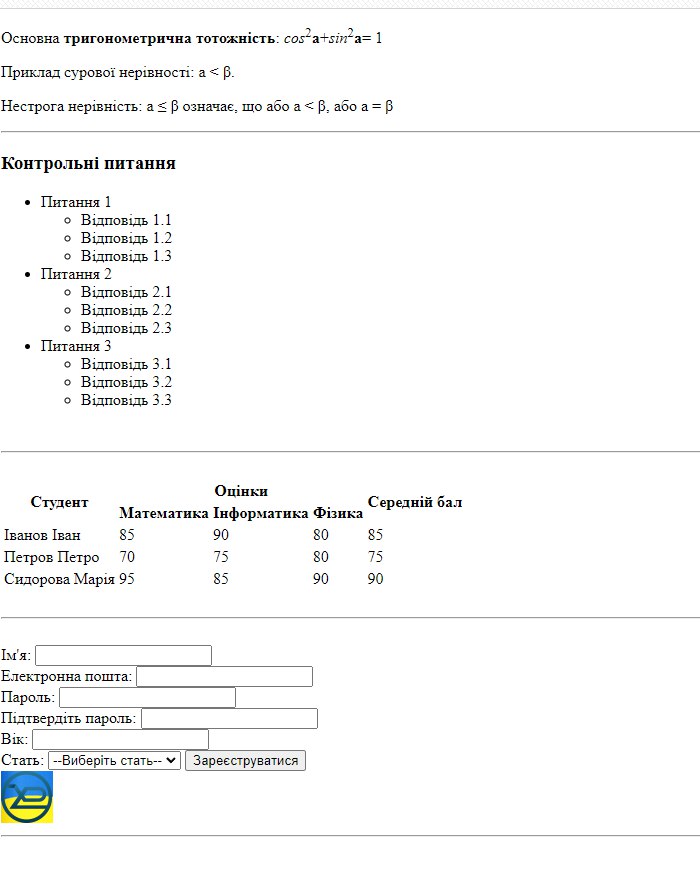 Основна тригонометрична тотожність: cos²a+sin²a= 1
Приклад сурової нерівності: a < β.
Нестрога нерівність: a ≤ β означає, що або a < β, або a = β
Контрольні питання
Питання 1
Відповідь 1.1
Відповідь 1.2
Відповідь 1.3
Питання 2
Відповідь 2.1
Відповідь 2.2
Відповідь 2.3
Питання 3
Відповідь 3.1
Відповідь 3.2
Відповідь 3.3
Студент Оцінки Середній бал
Математика Інформатика Фізика
Іванов Іван 85 90 80 85
Петров Петро 70 75 80 75
Сидорова Марія 95 85 90 90
Ім'я:
Електронна пошта:
Пароль:
Підтвердіть пароль:
Вік:
Стать: --Виберіть стать-- Зареєструватися